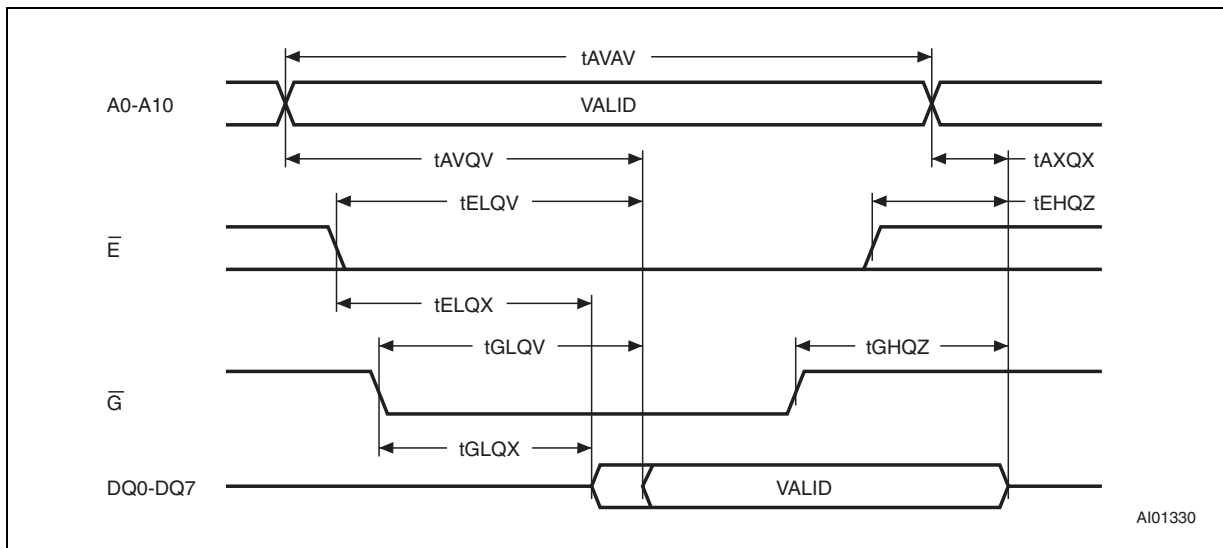 tAVAV
A0-A10
VALID
tAVQV
tAXQX
tELQV
tEHQZ
E̅
tELQX
tGLQV
tGHQZ
G̅
tGLQX
DQ0-DQ7
VALID
AI01330